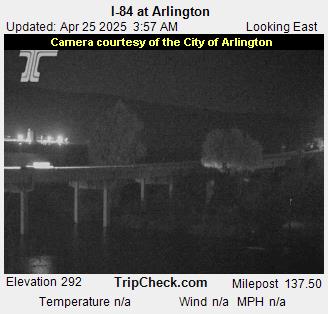 I-84 at Arlington
Updated: Apr 25 2025 3:57 AM Looking East
Camera courtesy of the City of Arlington
Elevation 292 TripCheck.com Milepost 137.50
Temperature n/a Wind n/a MPH n/a